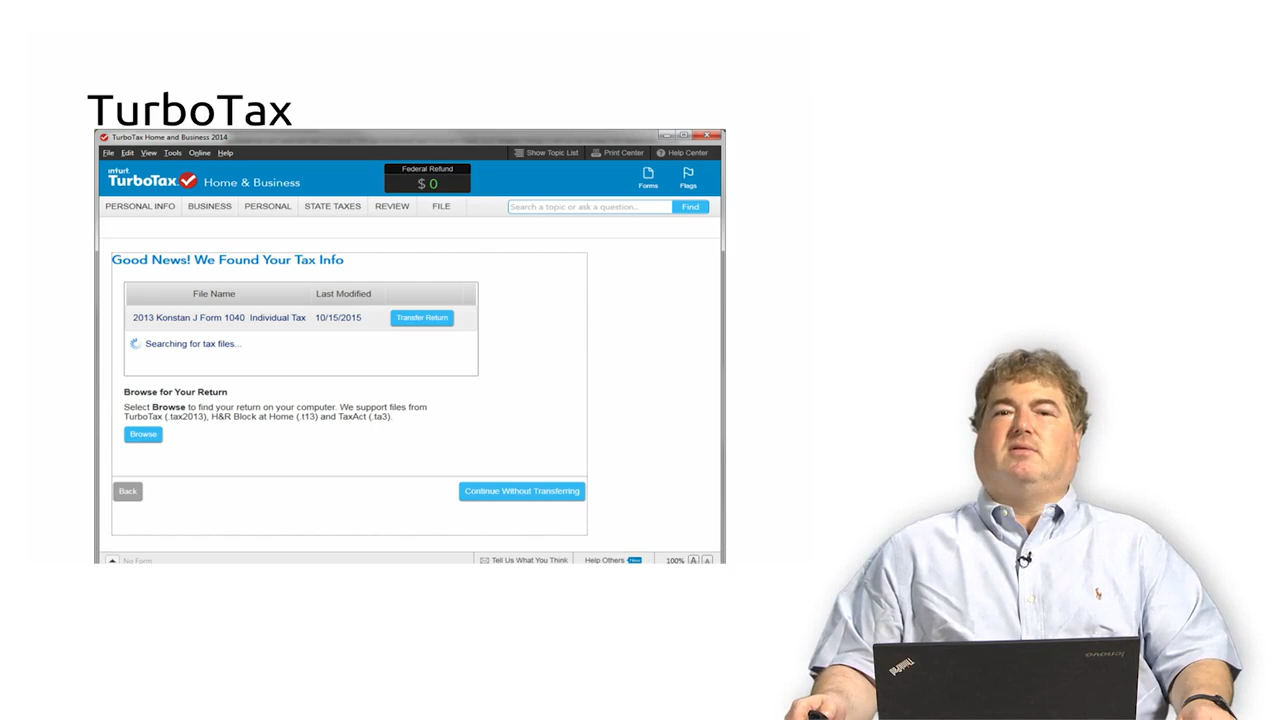 TurboTax
TurboTax Home and Business 2014
File Edit View Tools Online Help
Show Topic List Print Center Help Center
intuit
TurboTax Home & Business
Federal Refund
$ 0
Forms Flags
PERSONAL INFO BUSINESS PERSONAL STATE TAXES REVIEW FILE
Search a topic or ask a question.. Find
Good News! We Found Your Tax Info
File Name Last Modified
2013 Konstan J Form 1040 Individual Tax 10/15/2015 Transfer Return
Searching for tax files...
Browse for Your Return
Select Browse to find your return on your computer. We support files from
TurboTax (.tax2013), H&R Block at Home (.t13) and TaxAct (.ta3).
Browse
Back Continue Without Transferring
No Form Tell Us What You Think Help Others 100% A A
ThinkPad
lenovo